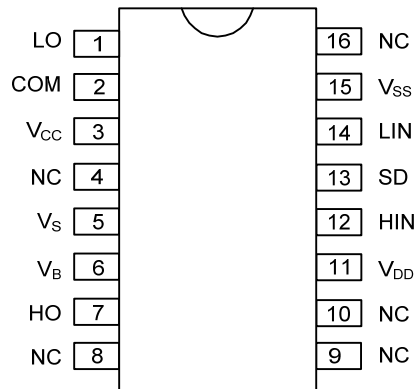 LO 1 16 NC
COM 2 15 VSS
VCC 3 14 LIN
NC 4 13 SD
VS 5 12 HIN
VB 6 11 VDD
HO 7 10 NC
NC 8 9 NC